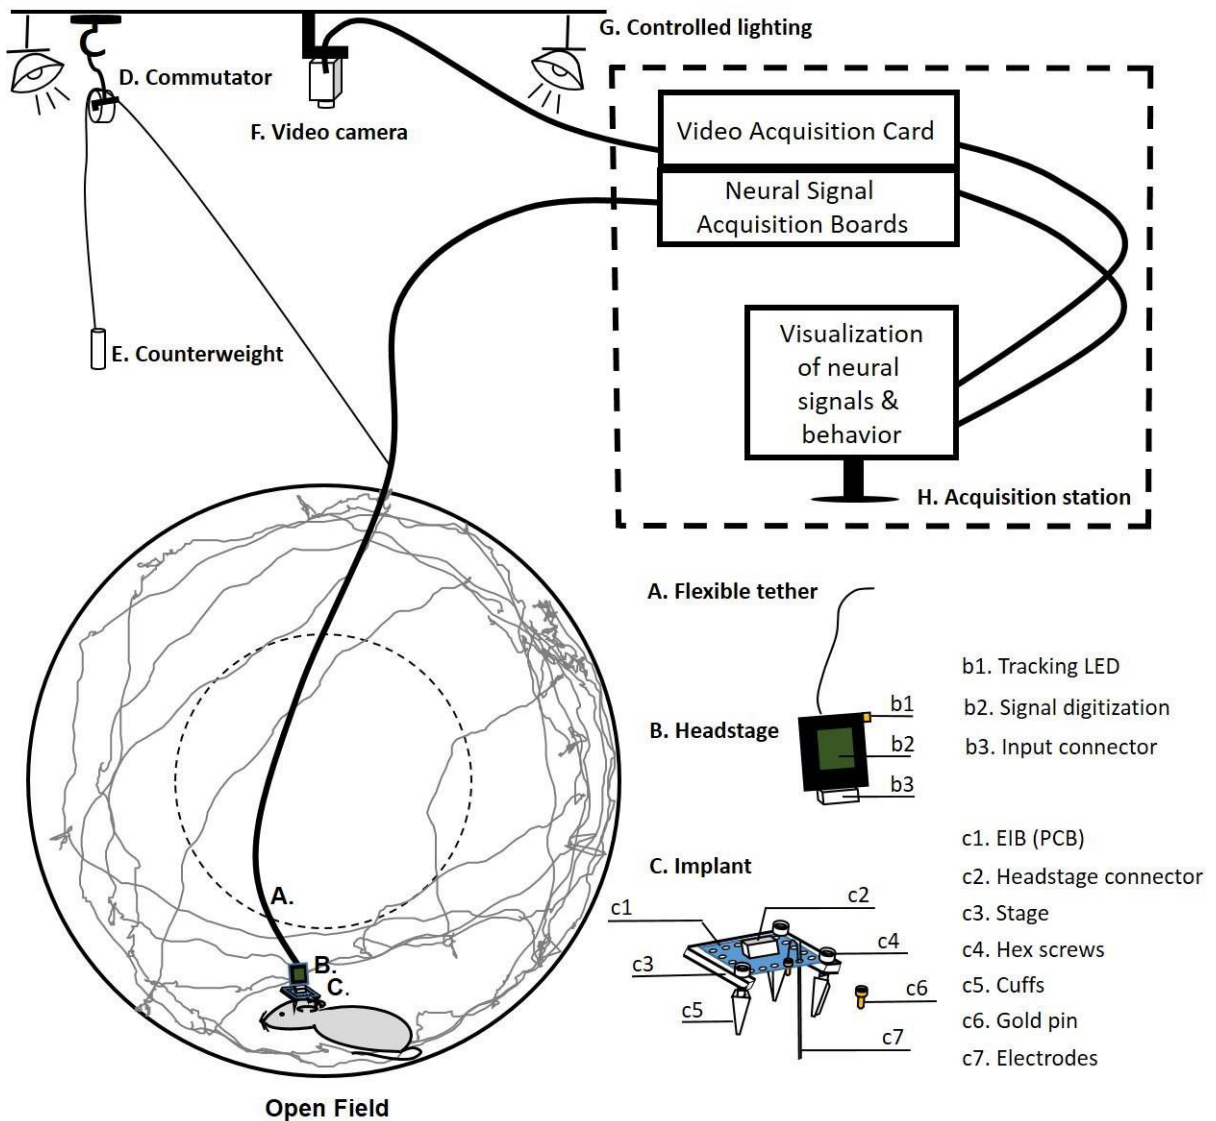 G. Controlled lighting
D. Commutator
F. Video camera
Video Acquisition Card
Neural Signal
Acquisition Boards
E. Counterweight
Visualization
of neural
signals &
behavior
H. Acquisition station
A. Flexible tether
b1. Tracking LED
b1
b2. Signal digitization
B. Headstage
b2
b3. Input connector
b3
c1. EIB (PCB)
C. Implant
c2. Headstage connector
c2
c1
c3. Stage
c4
c4. Hex screws
c3
c5. Cuffs
c6
c5
c6. Gold pin
c7
c7. Electrodes
A.
B.
C.
Open Field